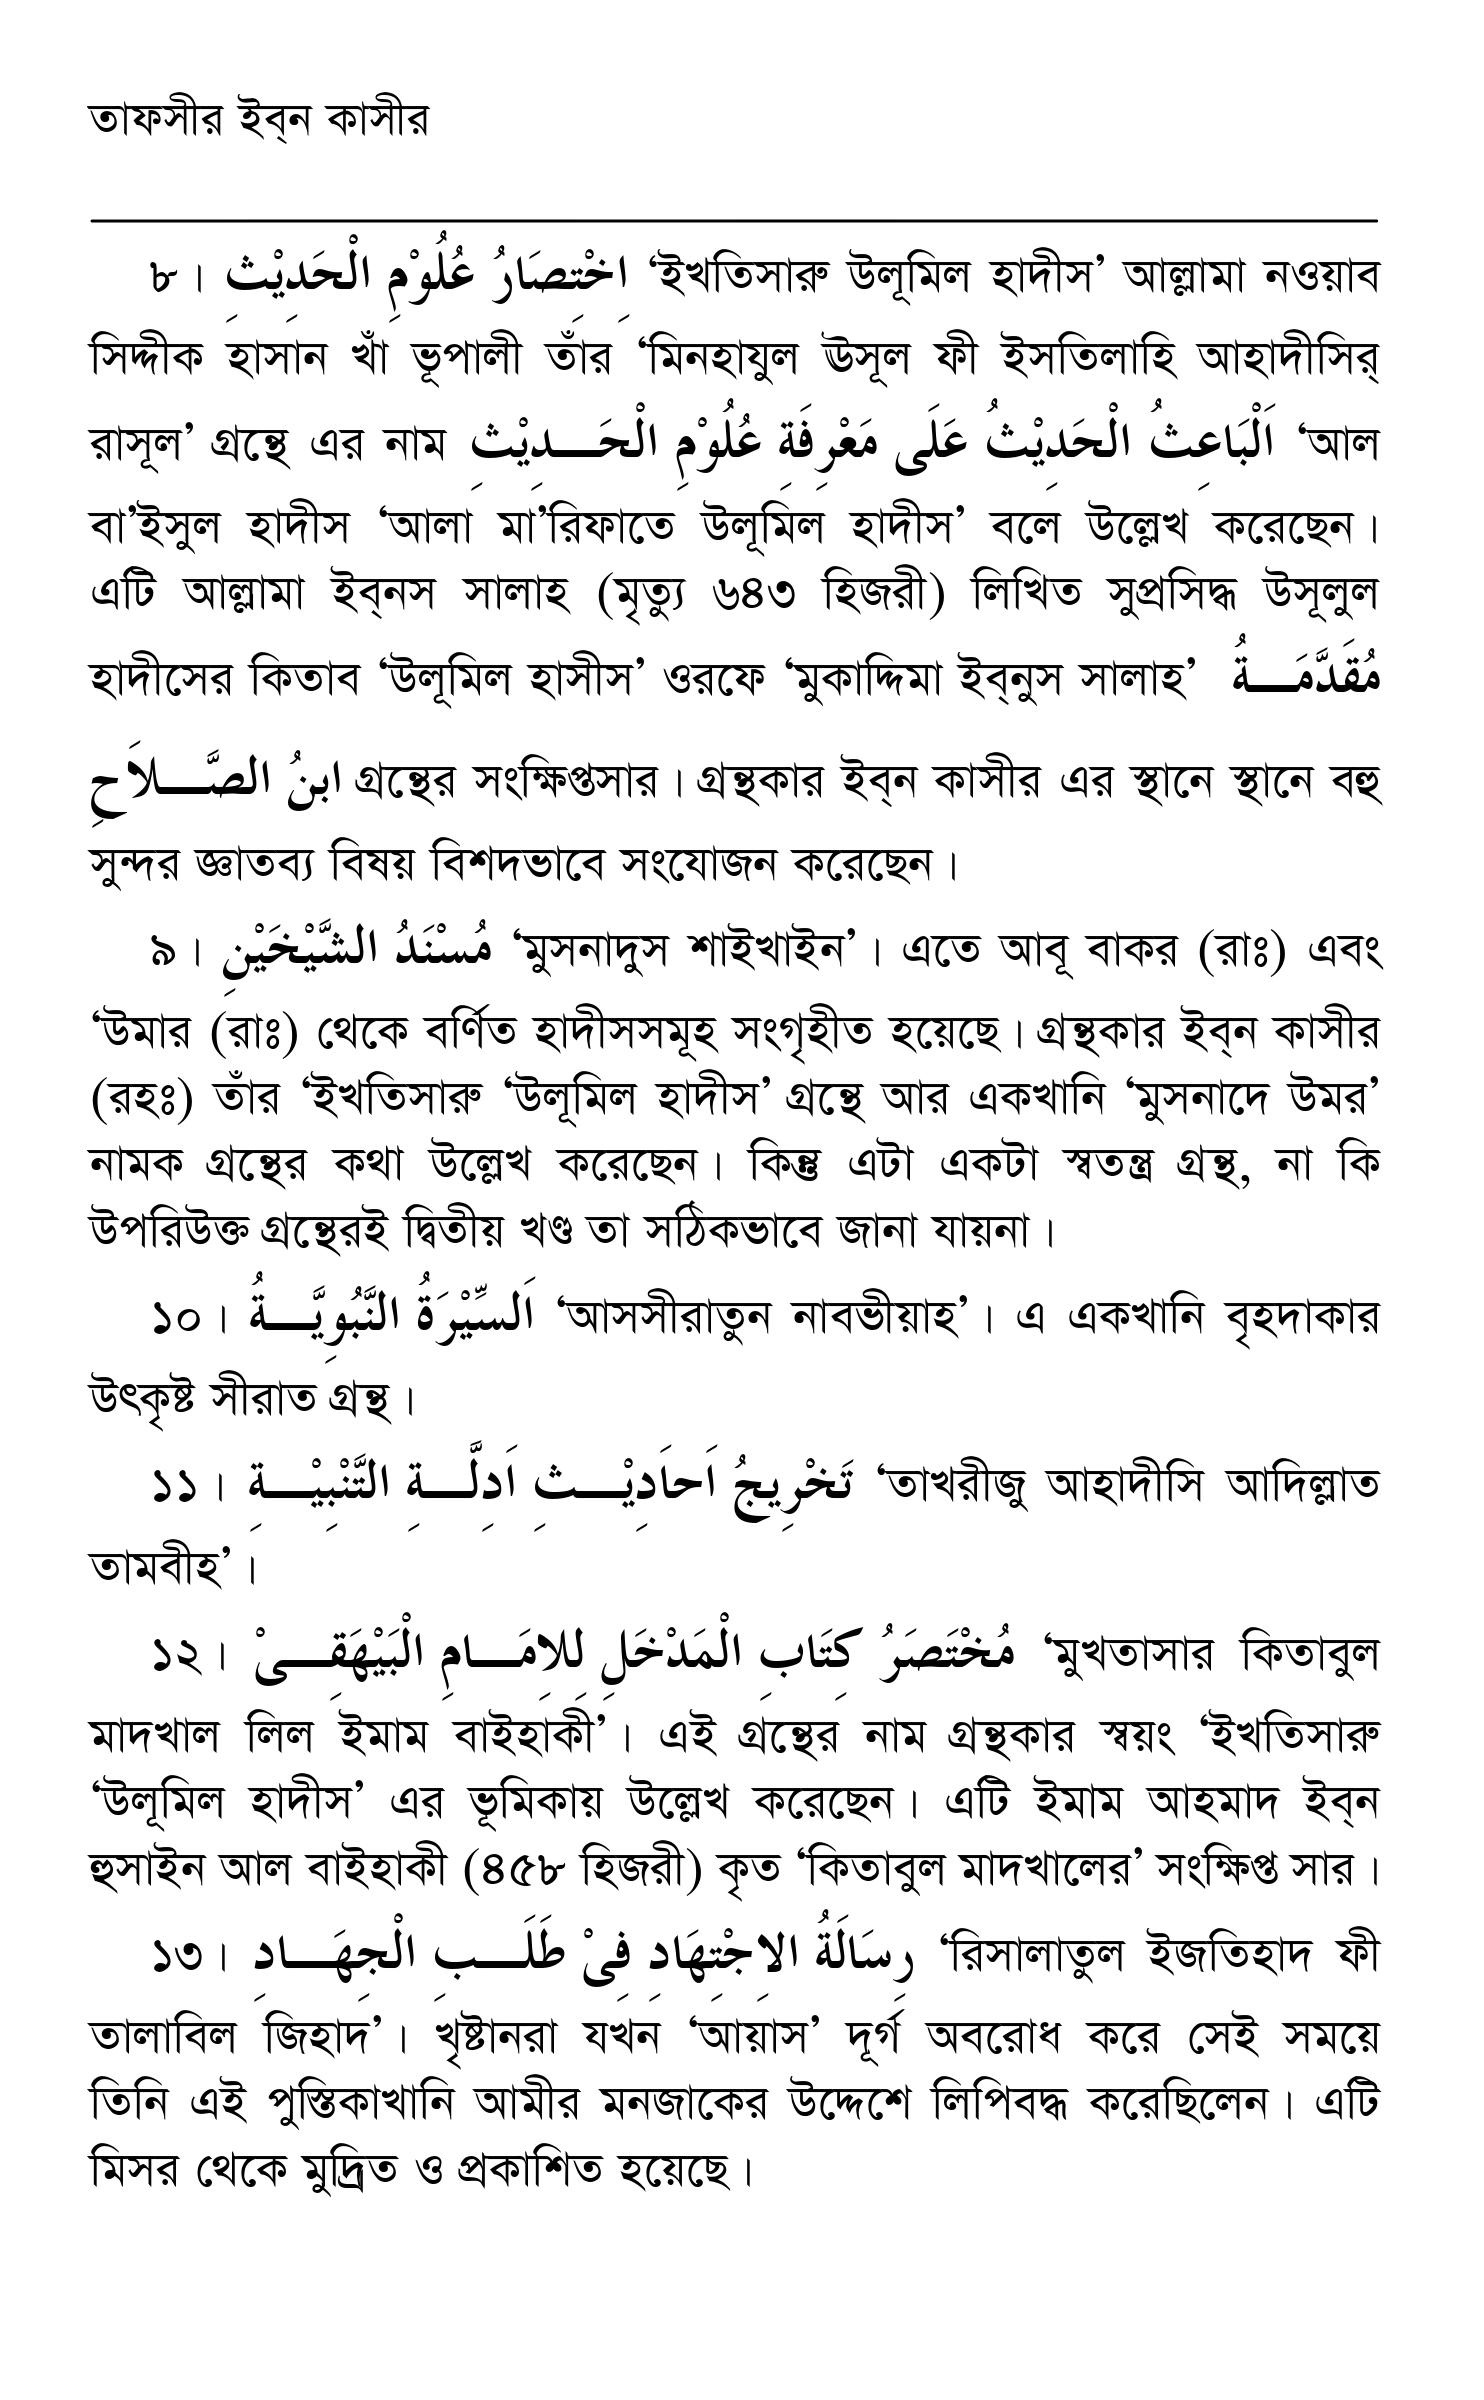 তাফসীর ইব্‌ন কাসীর
৮। اِخْتِصَارُ عُلُوْمِ الْحَدِيْثِ ‘ইখতিসারু উলূমিল হাদীস’ আল্লামা নওয়াব
সিদ্দীক হাসান খাঁ ভূপালী তাঁর ‘মিনহাযুল ঊসূল ফী ইসতিলাহি আহাদীসির্
রাসূল’ গ্রন্থে এর নাম اَلْبَاعِثُ الْحَدِيْثُ عَلَى مَعْرِفَةِ عُلُوْمِ الْحَـــدِيْثِ ‘আল
বা’ইসুল হাদীস ‘আলা মা’রিফাতে উলূমিল হাদীস’ বলে উল্লেখ করেছেন।
এটি আল্লামা ইব্‌নস সালাহ (মৃত্যু ৬৪৩ হিজরী) লিখিত সুপ্রসিদ্ধ উসূলুল
হাদীসের কিতাব ‘উলূমিল হাসীস’ ওরফে ‘মুকাদ্দিমা ইব্‌নুস সালাহ’ مُقَدَّمَـــةُ
ابنُ الصَّـــلاَحِ গ্রন্থের সংক্ষিপ্তসার। গ্রন্থকার ইব্‌ন কাসীর এর স্থানে স্থানে বহু
সুন্দর জ্ঞাতব্য বিষয় বিশদভাবে সংযোজন করেছেন।
৯। مُسْنَدُ الشَّيْخَيْنِ ‘মুসনাদুস শাইখাইন’। এতে আবূ বাকর (রাঃ) এবং
‘উমার (রাঃ) থেকে বর্ণিত হাদীসসমূহ সংগৃহীত হয়েছে। গ্রন্থকার ইব্‌ন কাসীর
(রহঃ) তাঁর ‘ইখতিসারু ‘উলূমিল হাদীস’ গ্রন্থে আর একখানি ‘মুসনাদে উমর’
নামক গ্রন্থের কথা উল্লেখ করেছেন। কিন্তু এটা একটা স্বতন্ত্র গ্রন্থ, না কি
উপরিউক্ত গ্রন্থেরই দ্বিতীয় খণ্ড তা সঠিকভাবে জানা যায়না।
১০। اَلسِّيْرَةُ النَّبُوِيَّـــةُ ‘আসসীরাতুন নাবভীয়াহ’। এ একখানি বৃহদাকার
উৎকৃষ্ট সীরাত গ্রন্থ।
১১। تَخْرِيجُ اَحاَدِيْـــثِ اَدِلَّـــةِ التَّنْبِيْـــةِ ‘তাখরীজু আহাদীসি আদিল্লাত
তামবীহ’।
১২। مُخْتَصَرُ كِتَابِ الْمَدْخَلِ لِلاِمَـــامِ الْبَيْهَقِـــىْ ‘মুখতাসার কিতাবুল
মাদখাল লিল ইমাম বাইহাকী’। এই গ্রন্থের নাম গ্রন্থকার স্বয়ং ‘ইখতিসারু
‘উলূমিল হাদীস’ এর ভূমিকায় উল্লেখ করেছেন। এটি ইমাম আহমাদ ইব্‌ন
হুসাইন আল বাইহাকী (৪৫৮ হিজরী) কৃত ‘কিতাবুল মাদখালের’ সংক্ষিপ্ত সার।
১৩। رِسَالَةُ الاِجْتِهَادِ فِىْ طَلَـــبِ الْجِهَـــادِ ‘রিসালাতুল ইজতিহাদ ফী
তালাবিল জিহাদ’। খৃষ্টানরা যখন ‘আয়াস’ দূর্গ অবরোধ করে সেই সময়ে
তিনি এই পুস্তিকাখানি আমীর মনজাকের উদ্দেশে লিপিবদ্ধ করেছিলেন। এটি
মিসর থেকে মুদ্রিত ও প্রকাশিত হয়েছে।